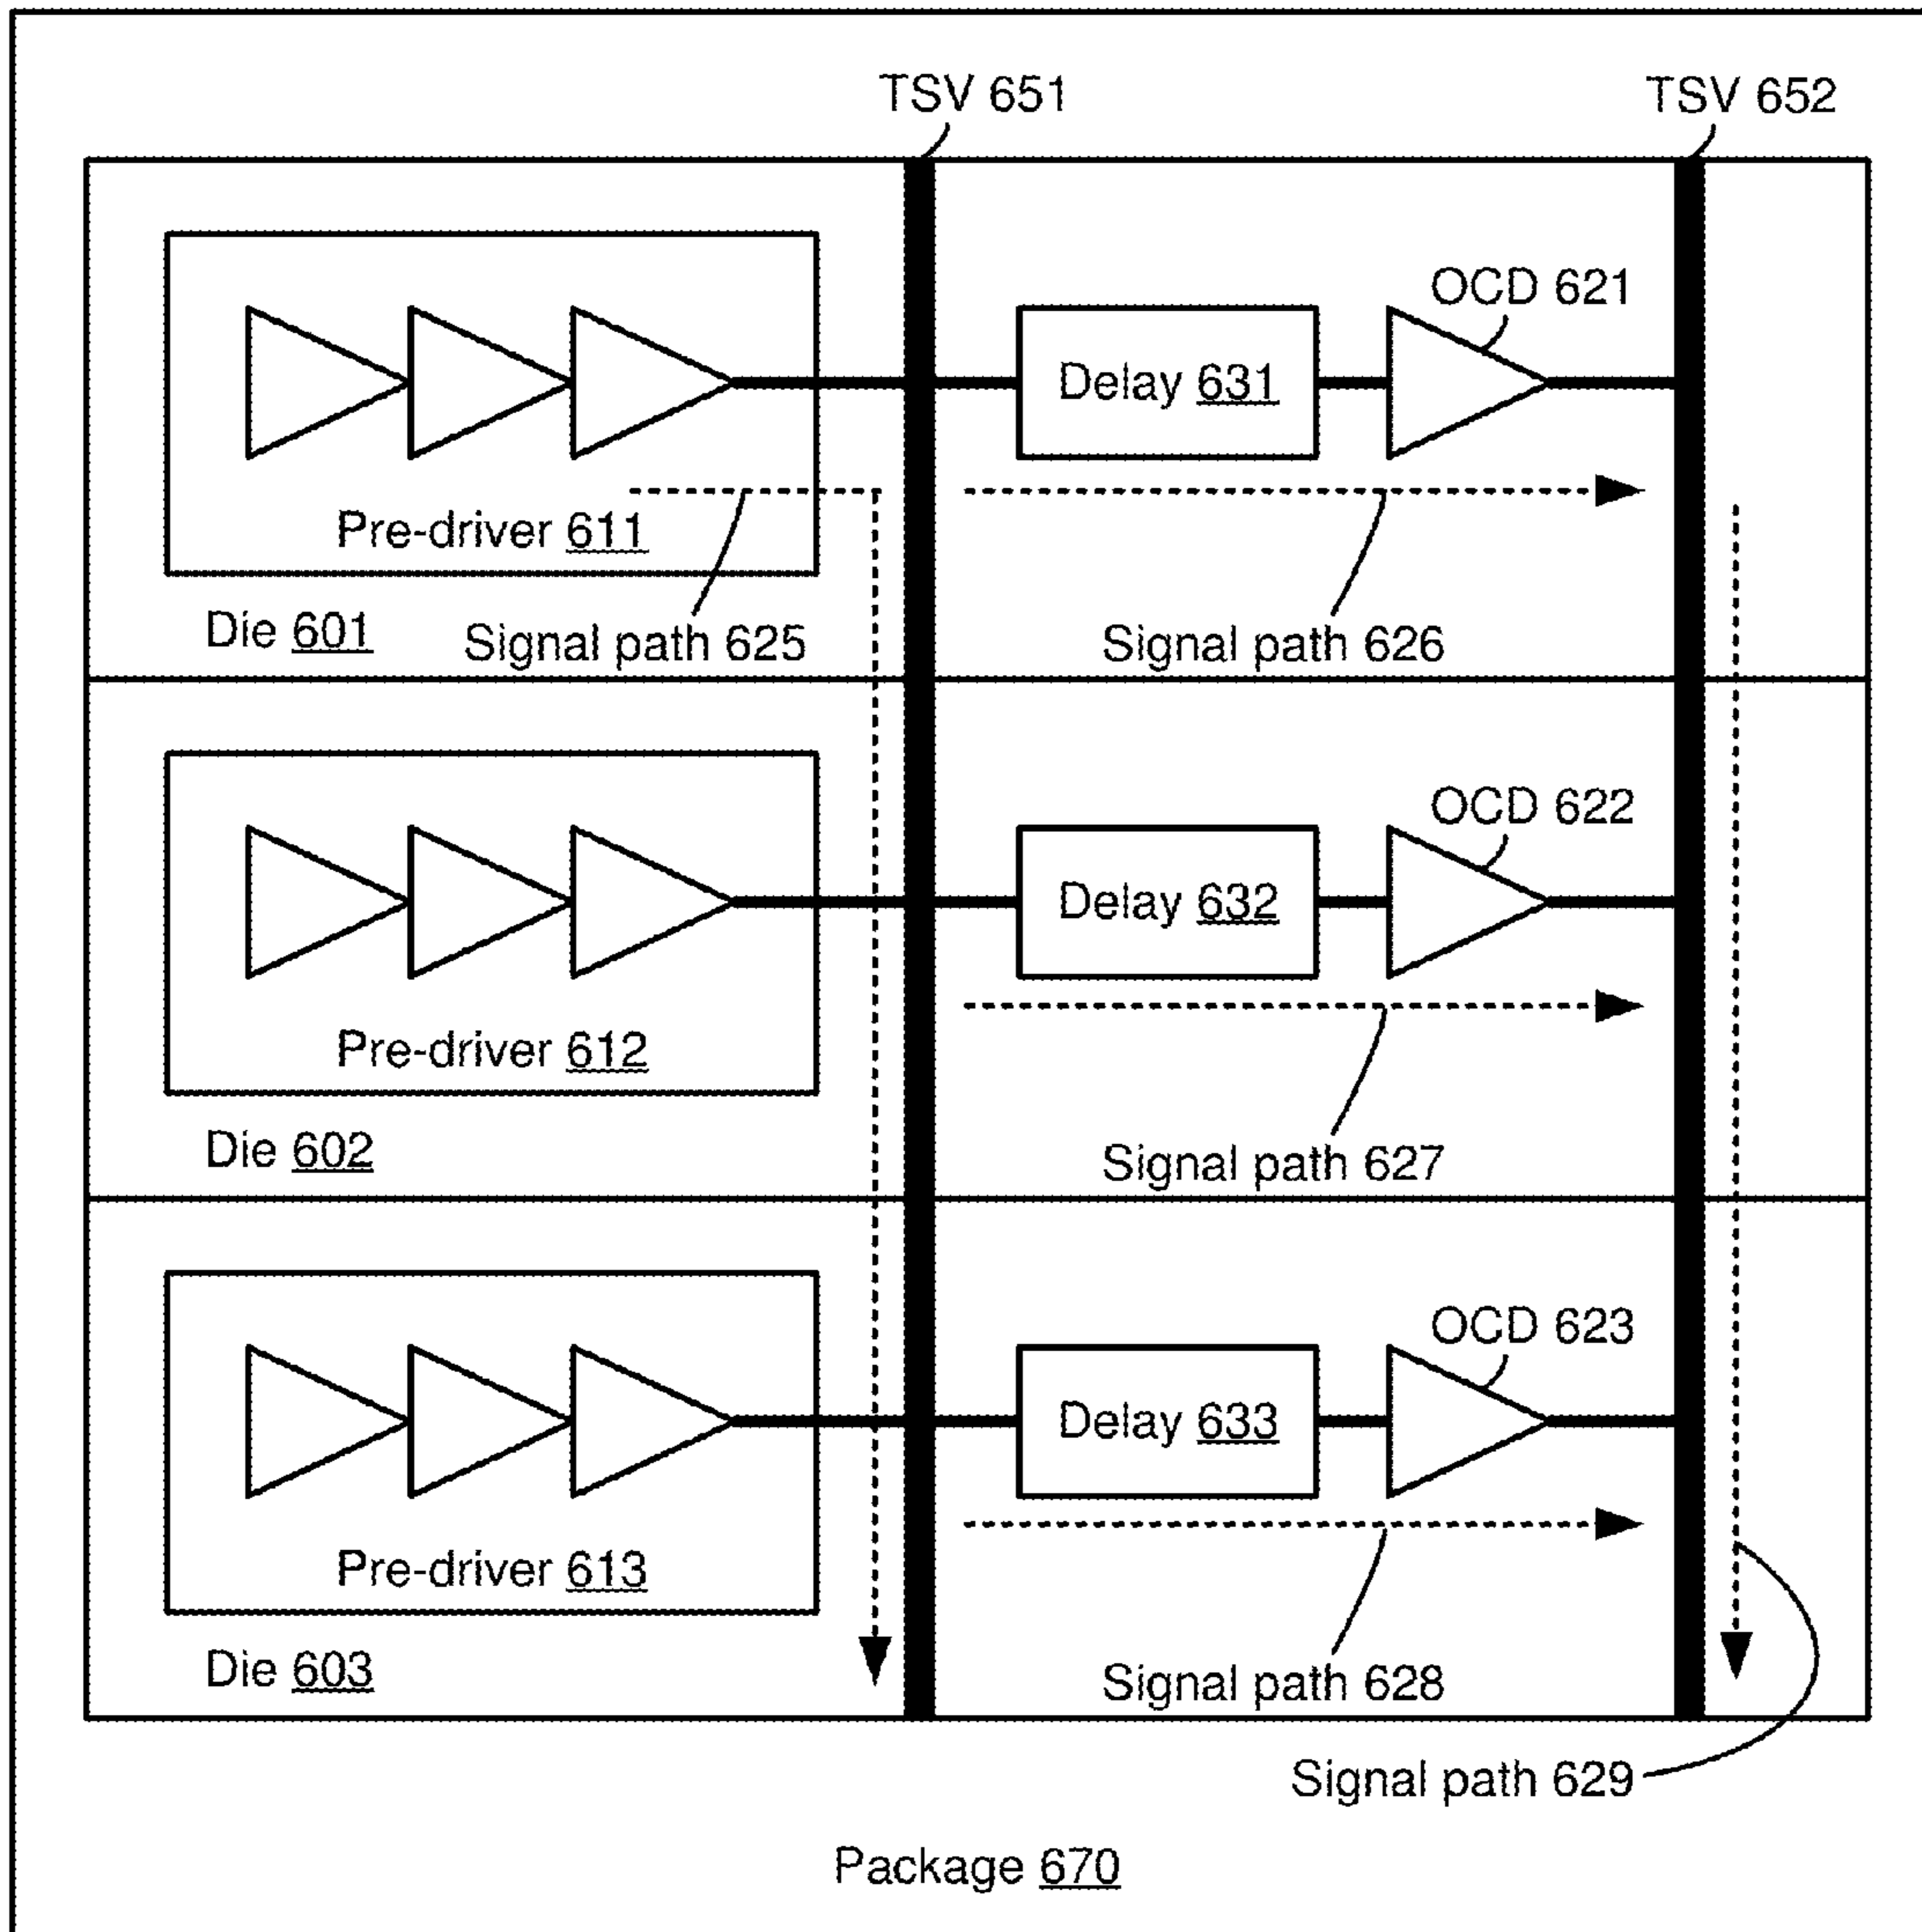 TSV 651
TSV 652
OCD 621
Delay 631
Pre-driver 611
Die 601
Signal path 625
Signal path 626
OCD 622
Delay 632
Pre-driver 612
Die 602
Signal path 627
OCD 623
Delay 633
Pre-driver 613
Die 603
Signal path 628
Signal path 629
Package 670